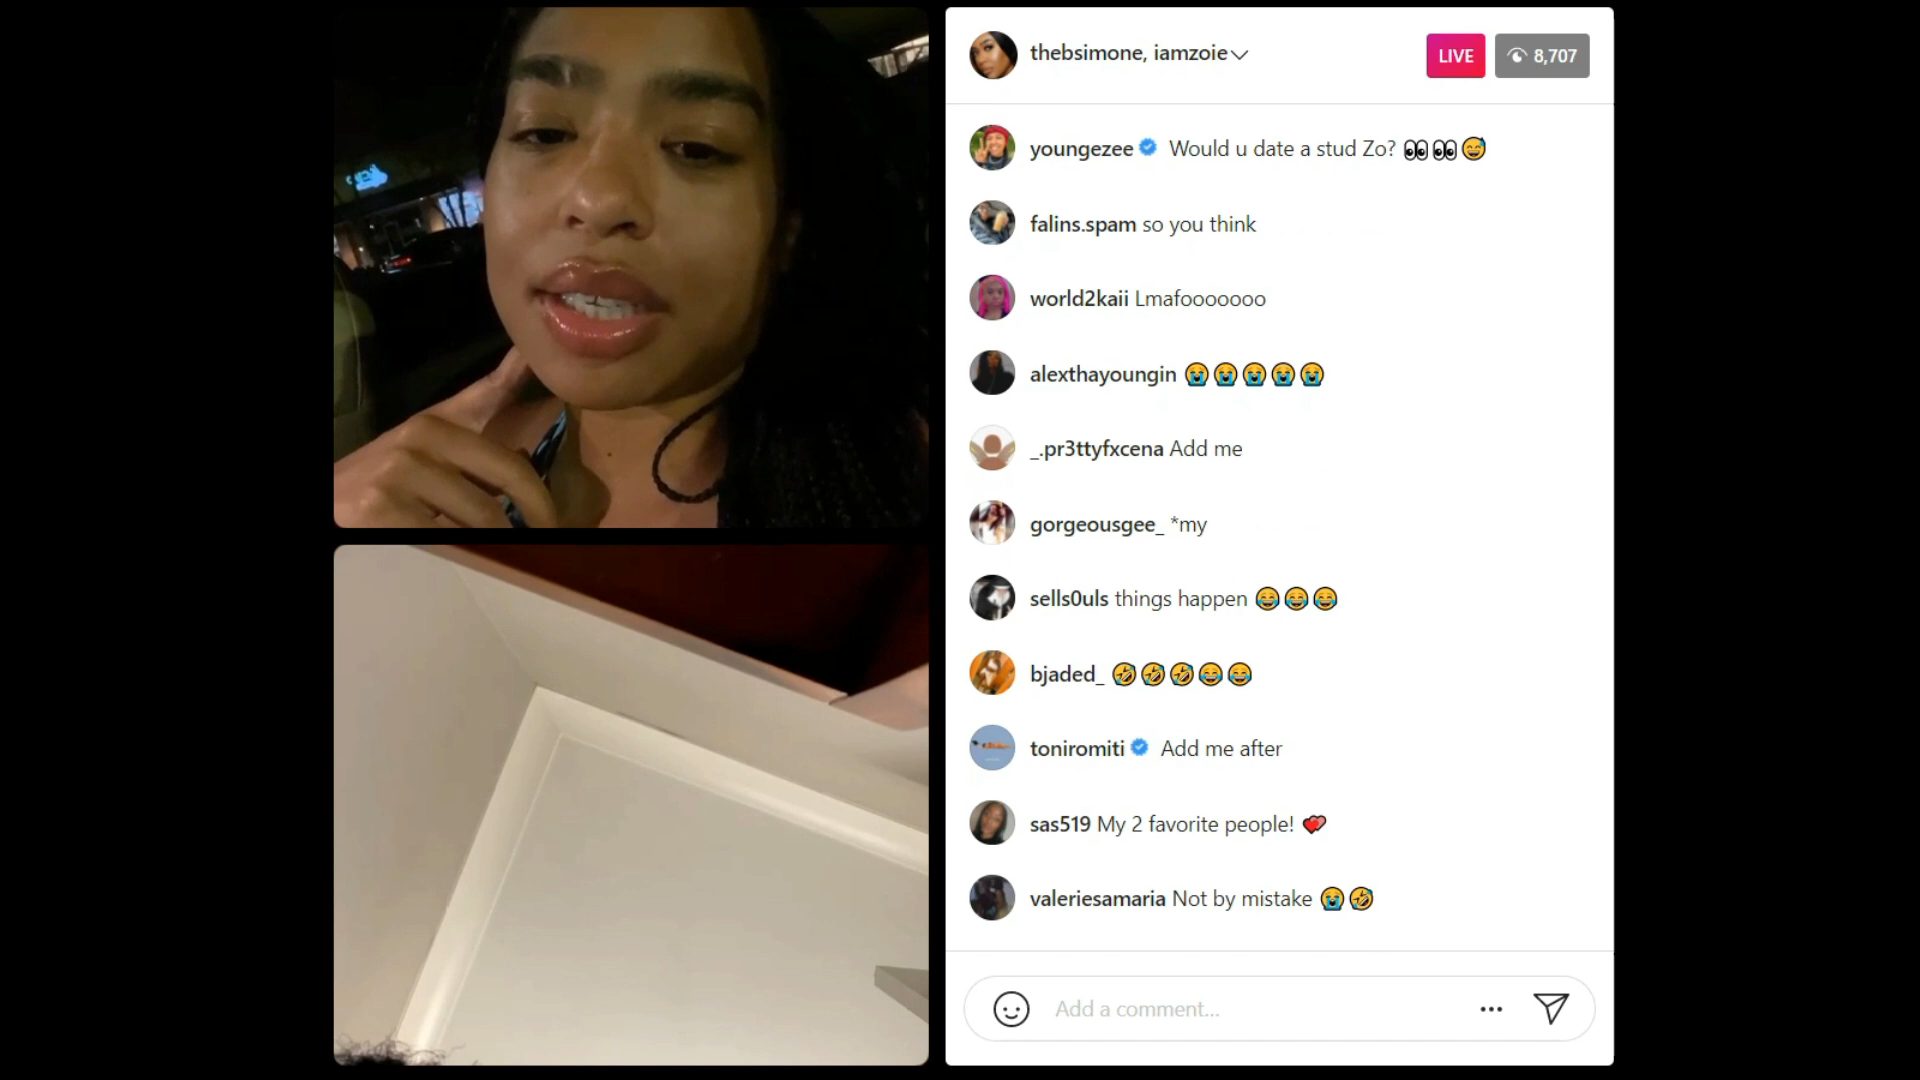 thebsimone, iamzoie
LIVE
8,707
youngezee Would u date a stud Zo? 👀👀😅
falins.spam so you think
world2kaii Lmafooooooo
alexthayoungin 😭😭😭😭😭
_.pr3ttyfxcena Add me
gorgeousgee_ *my
sells0uls things happen 😂😂😂
bjaded_ 🤣🤣🤣😂😂
toniromiti Add me after
sas519 My 2 favorite people! 💕
valeriesamaria Not by mistake 😭🤣
Add a comment...